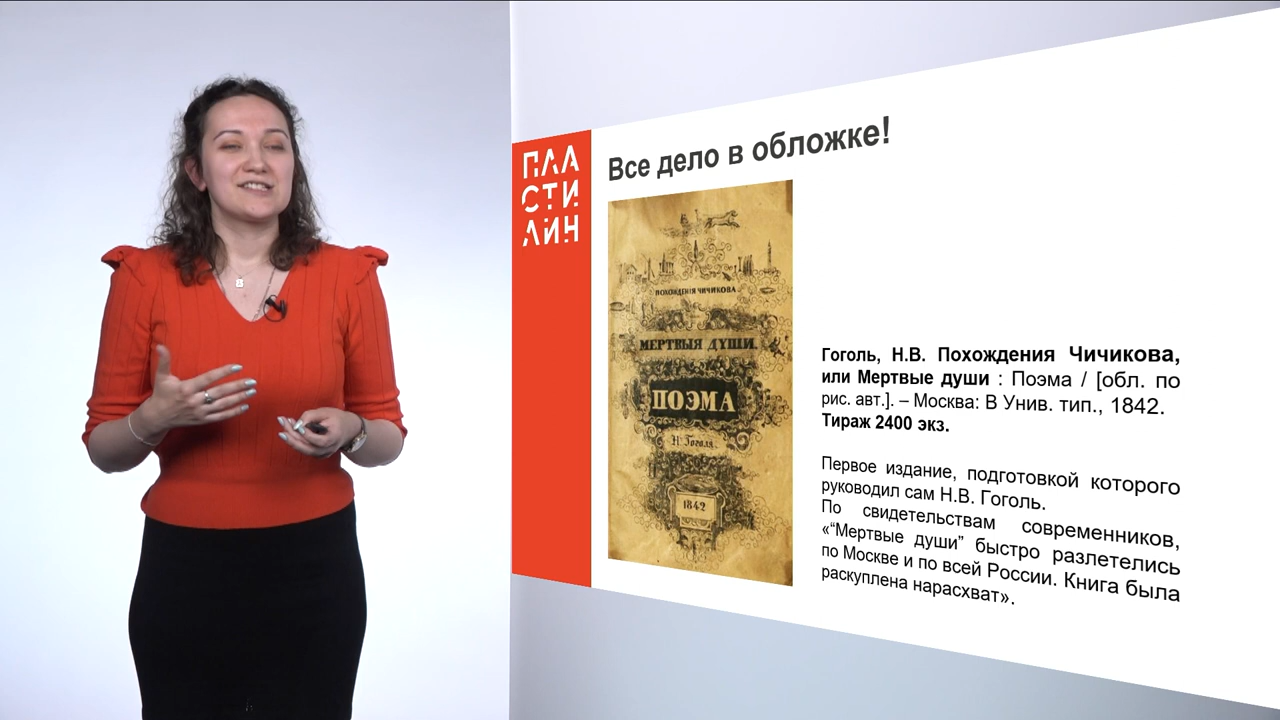 ПЛА
СТИ
ЛИН
Все дело в обложке!
ПОХОЖДЕНИЯ ЧИЧИКОВА
МЕРТВЫЯ ДУШИ.
ПОЭМА
Н. Гоголя.
1842
Гоголь, Н.В. Похождения Чичикова,
или Мертвые души : Поэма / [обл. по
рис. авт.]. – Москва: В Унив. тип., 1842.
Тираж 2400 экз.
Первое издание, подготовкой которого
руководил сам Н.В. Гоголь.
По свидетельствам современников,
«“Мертвые души” быстро разлетелись
по Москве и по всей России. Книга была
раскуплена нарасхват».